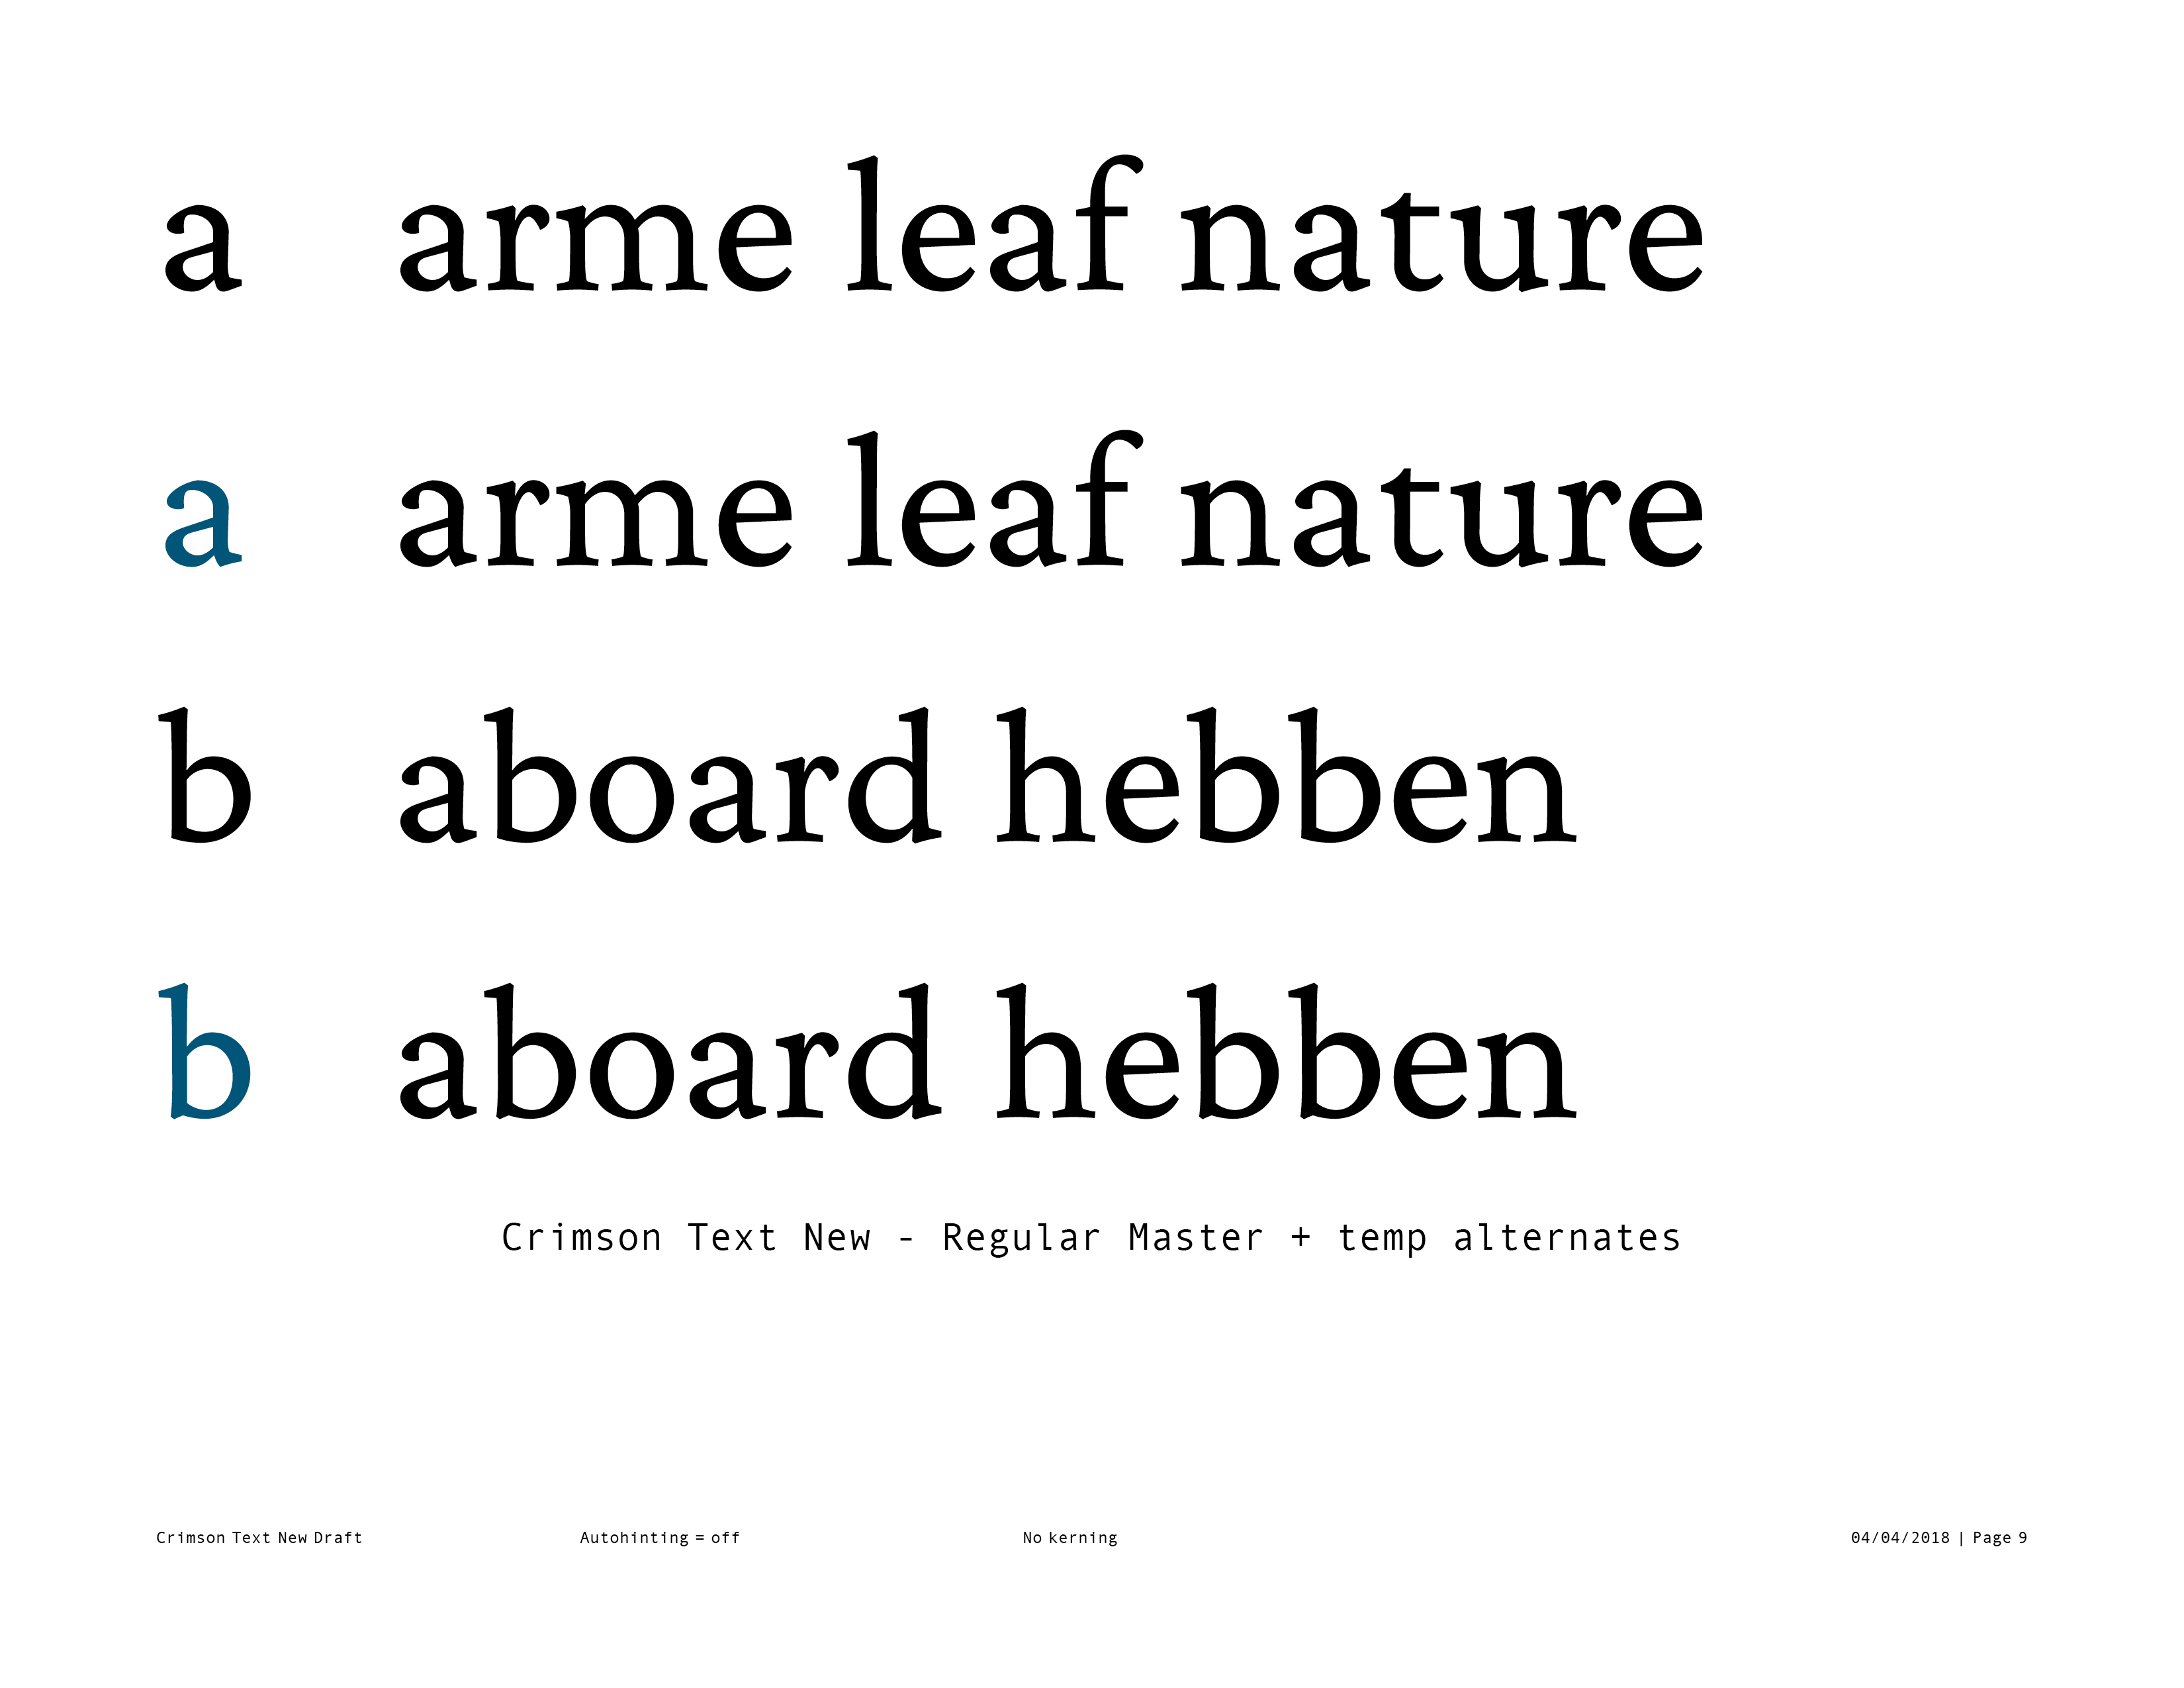 a arme leaf nature
a arme leaf nature
b aboard hebben
b aboard hebben
Crimson Text New - Regular Master + temp alternates
Crimson Text New Draft Autohinting = off No kerning 04/04/2018 | Page 9